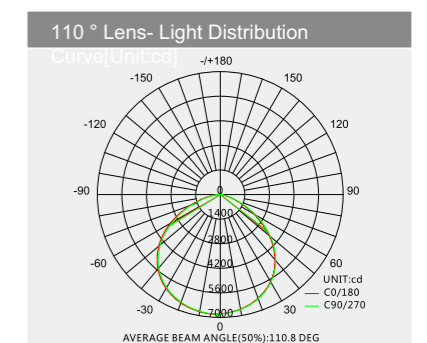 110 ° Lens- Light Distribution
Curve[Unit:cd]
-/+180
-150 150
-120 120
-90 90
0
1400
2800
4200
5600
7000
-60 60
-30 30
0
UNIT:cd
C0/180
C90/270
AVERAGE BEAM ANGLE(50%):110.8 DEG